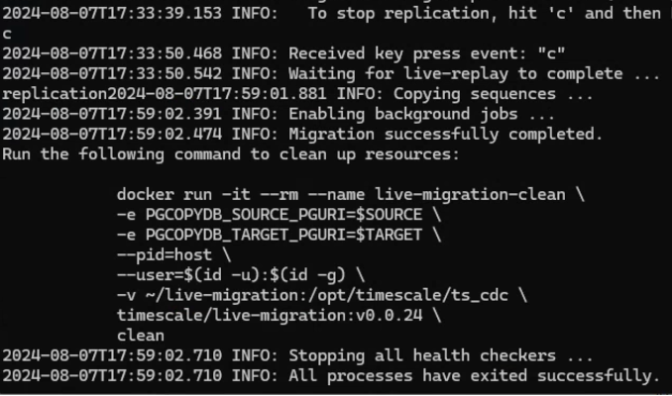 2024-08-07T17:33:39.153 INFO:   To stop replication, hit 'c' and then
c
2024-08-07T17:33:50.468 INFO: Received key press event: "c"
2024-08-07T17:33:50.542 INFO: Waiting for live-replay to complete ...
replication2024-08-07T17:59:01.881 INFO: Copying sequences ...
2024-08-07T17:59:02.391 INFO: Enabling background jobs ...
2024-08-07T17:59:02.474 INFO: Migration successfully completed.
Run the following command to clean up resources:
docker run -it --rm --name live-migration-clean \
-e PGCOPYDB_SOURCE_PGURI=$SOURCE \
-e PGCOPYDB_TARGET_PGURI=$TARGET \
--pid=host \
--user=$(id -u):$(id -g) \
-v ~/live-migration:/opt/timescale/ts_cdc \
timescale/live-migration:v0.0.24 \
clean
2024-08-07T17:59:02.710 INFO: Stopping all health checkers ...
2024-08-07T17:59:02.710 INFO: All processes have exited successfully.